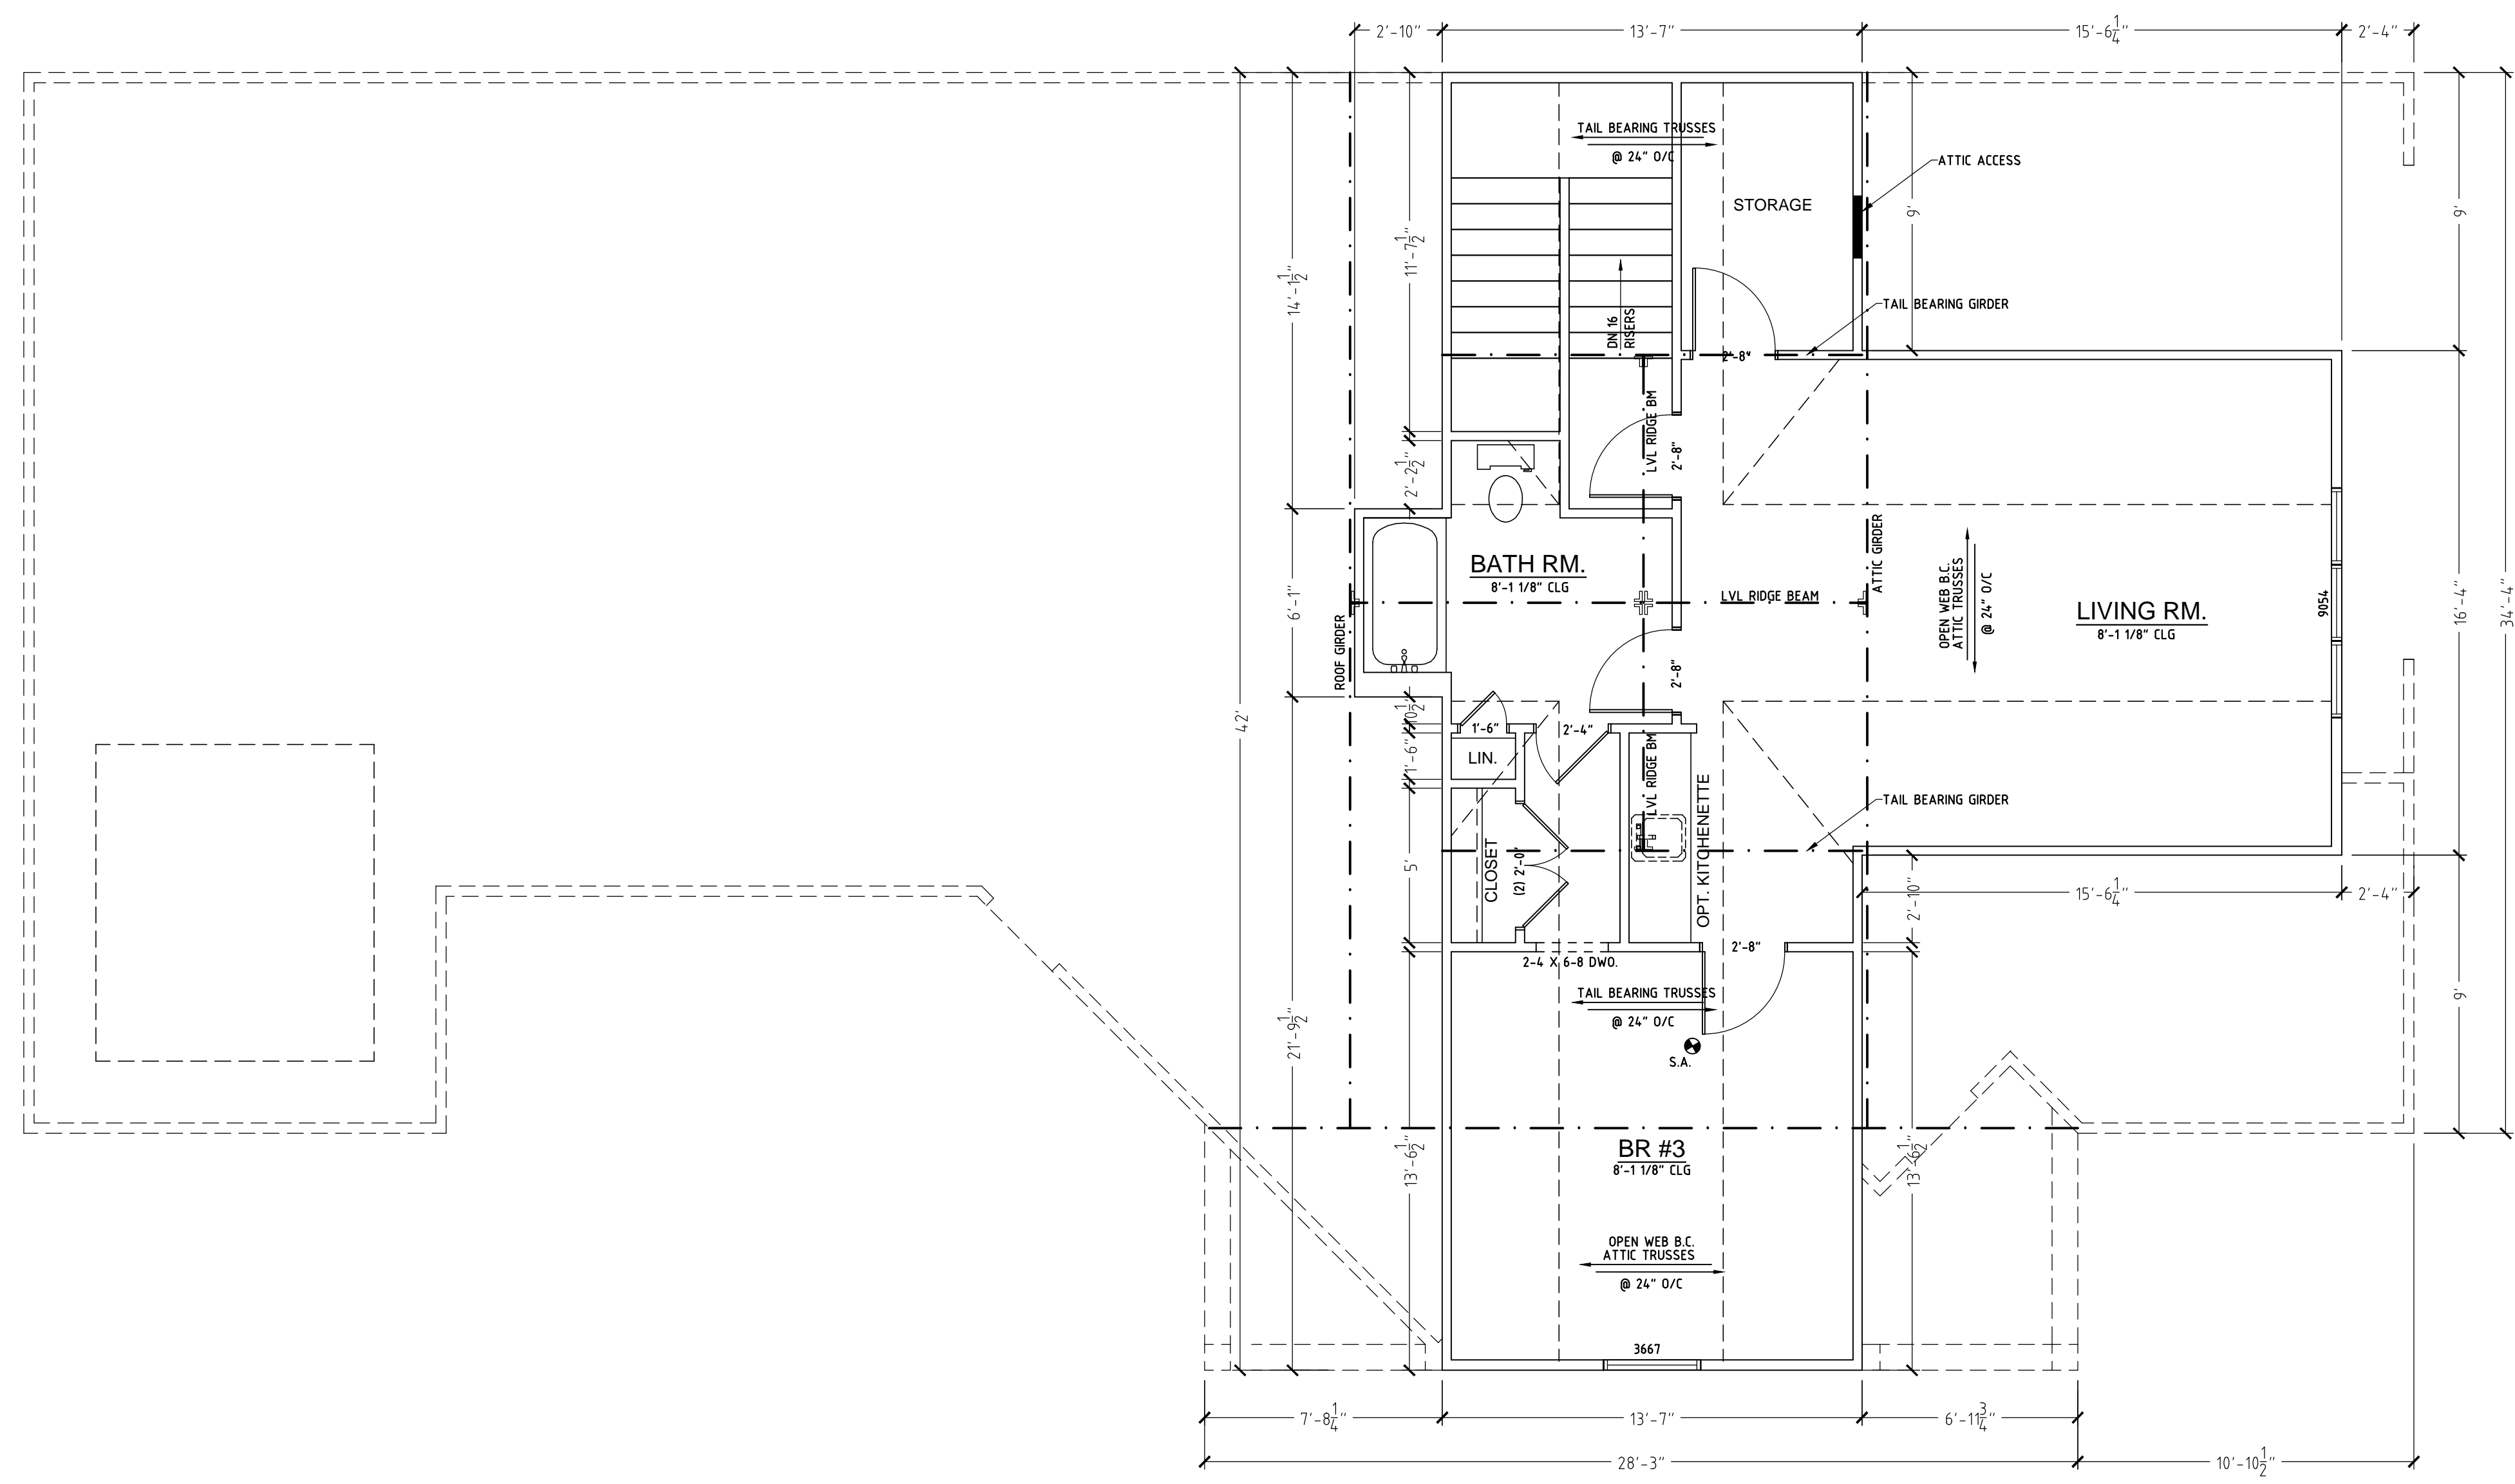 2'-10"
13'-7"
15'-6 1/4"
2'-4"
TAIL BEARING TRUSSES
@ 24" O/C
ATTIC ACCESS
STORAGE
9'
9'
11'-7 1/2"
14'-1 1/2"
TAIL BEARING GIRDER
DN 16
RISERS
2'-8"
LVL RIDGE BM
2'-8"
2'-2 1/2"
BATH RM.
8'-1 1/8" CLG
LVL RIDGE BEAM
ATTIC GIRDER
OPEN WEB B.C.
ATTIC TRUSSES
@ 24" O/C
LIVING RM.
8'-1 1/8" CLG
9054
16'-4"
34'-4"
6'-1"
ROOF GIRDER
2'-8"
42'
10 1/2"
1'-6"
2'-4"
1'-6"
LIN.
LVL RIDGE BM
OPT. KITCHENETTE
TAIL BEARING GIRDER
5'
CLOSET
(2) 2'-0"
2'-10"
15'-6 1/4"
2'-4"
2'-8"
2-4 X 6-8 DWO.
TAIL BEARING TRUSSES
@ 24" O/C
9'
21'-9 1/2"
S.A.
BR #3
8'-1 1/8" CLG
13'-6 1/2"
13'-6 1/2"
OPEN WEB B.C.
ATTIC TRUSSES
@ 24" O/C
3667
7'-8 1/4"
13'-7"
6'-11 3/4"
28'-3"
10'-10 1/2"